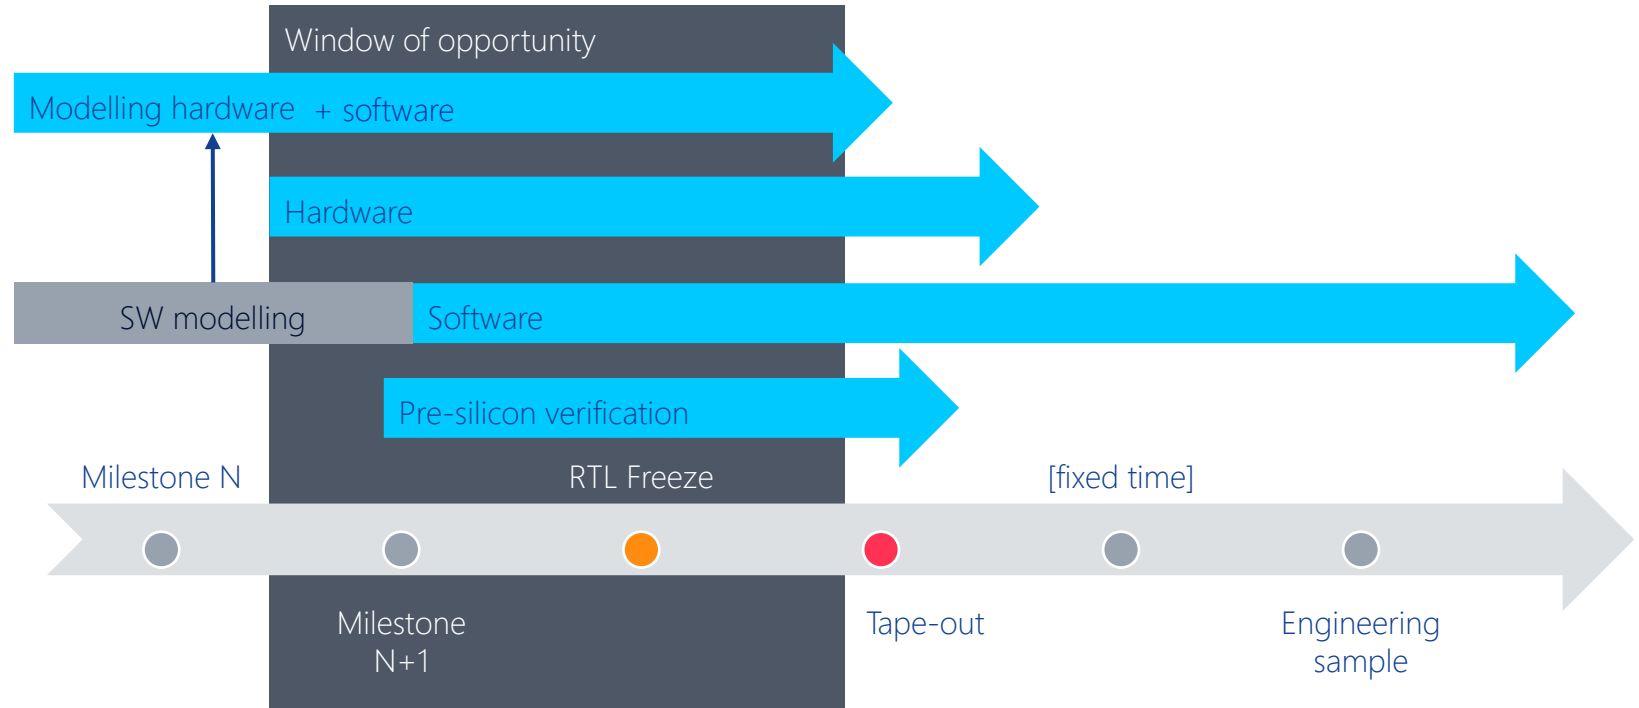 Window of opportunity
Modelling hardware + software
Hardware
SW modelling
Software
Pre-silicon verification
Milestone N
RTL Freeze
[fixed time]
Milestone
N+1
Tape-out
Engineering
sample